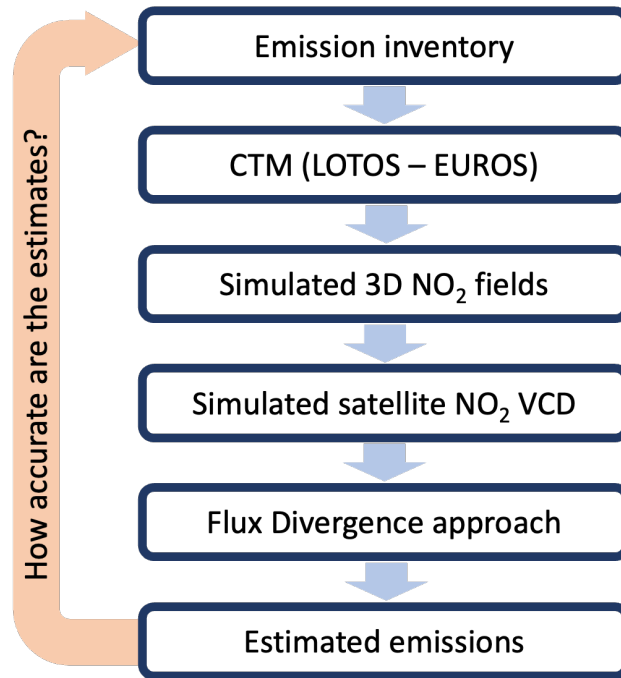 Emission inventory
CTM (LOTOS – EUROS)
Simulated 3D NO₂ fields
Simulated satellite NO₂ VCD
Flux Divergence approach
Estimated emissions
How accurate are the estimates?